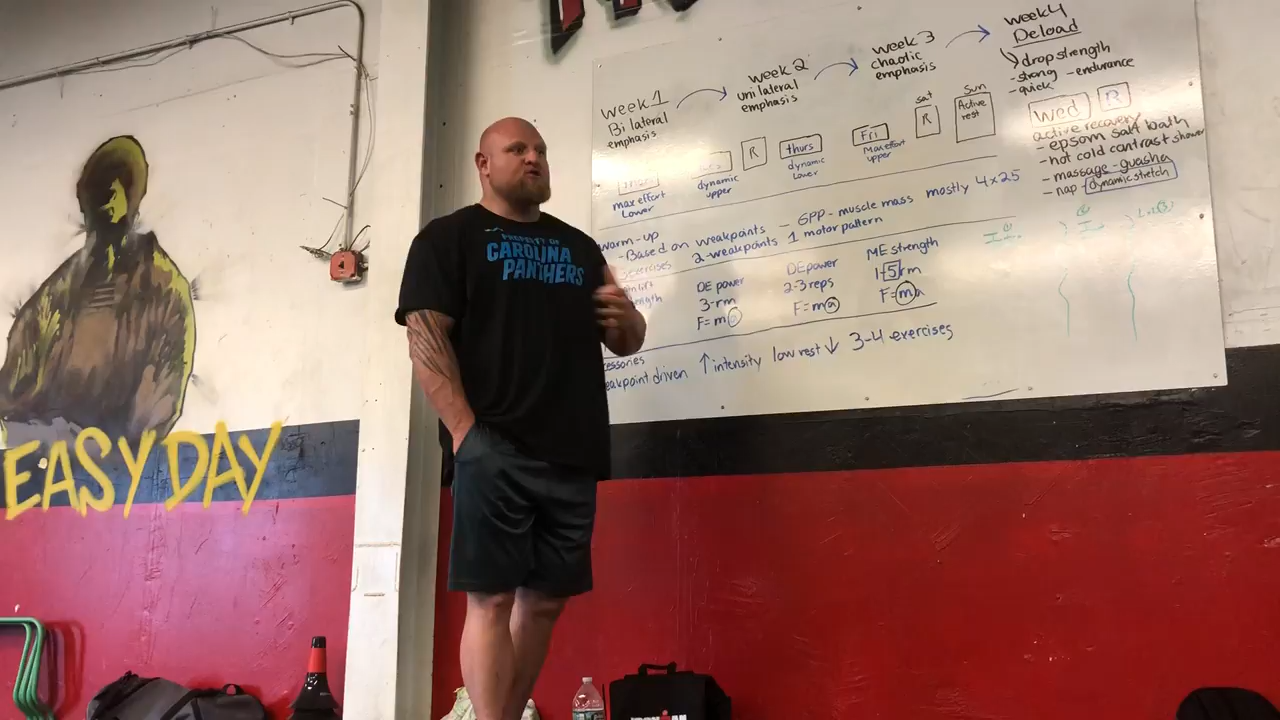 week 1
Bi lateral
emphasis
week 2
uni lateral
emphasis
week 3
chaotic
emphasis
week 4
Deload
drop strength
- strong - endurance
- quick
max effort
Lower
dynamic
upper
R
thurs
dynamic
Lower
Fri
Max effort
upper
sat
R
Sun
Active
rest
wed R
active recovery
- epsom salt bath
- hot cold contrast shower
- massage - guasha
- nap - dynamic stretch
warm-up
- Based on weakpoints - GPP - muscle mass mostly 4x25
2-weakpoints 1 motor pattern
DE power
3-rm
F=ma
DE power
2-3 reps
F=ma
ME strength
1-5rm
F=ma
3-4 exercises
↑ intensity low rest ↓
driven
PROPERTY OF
CAROLINA
PANTHERS
EASY DAY